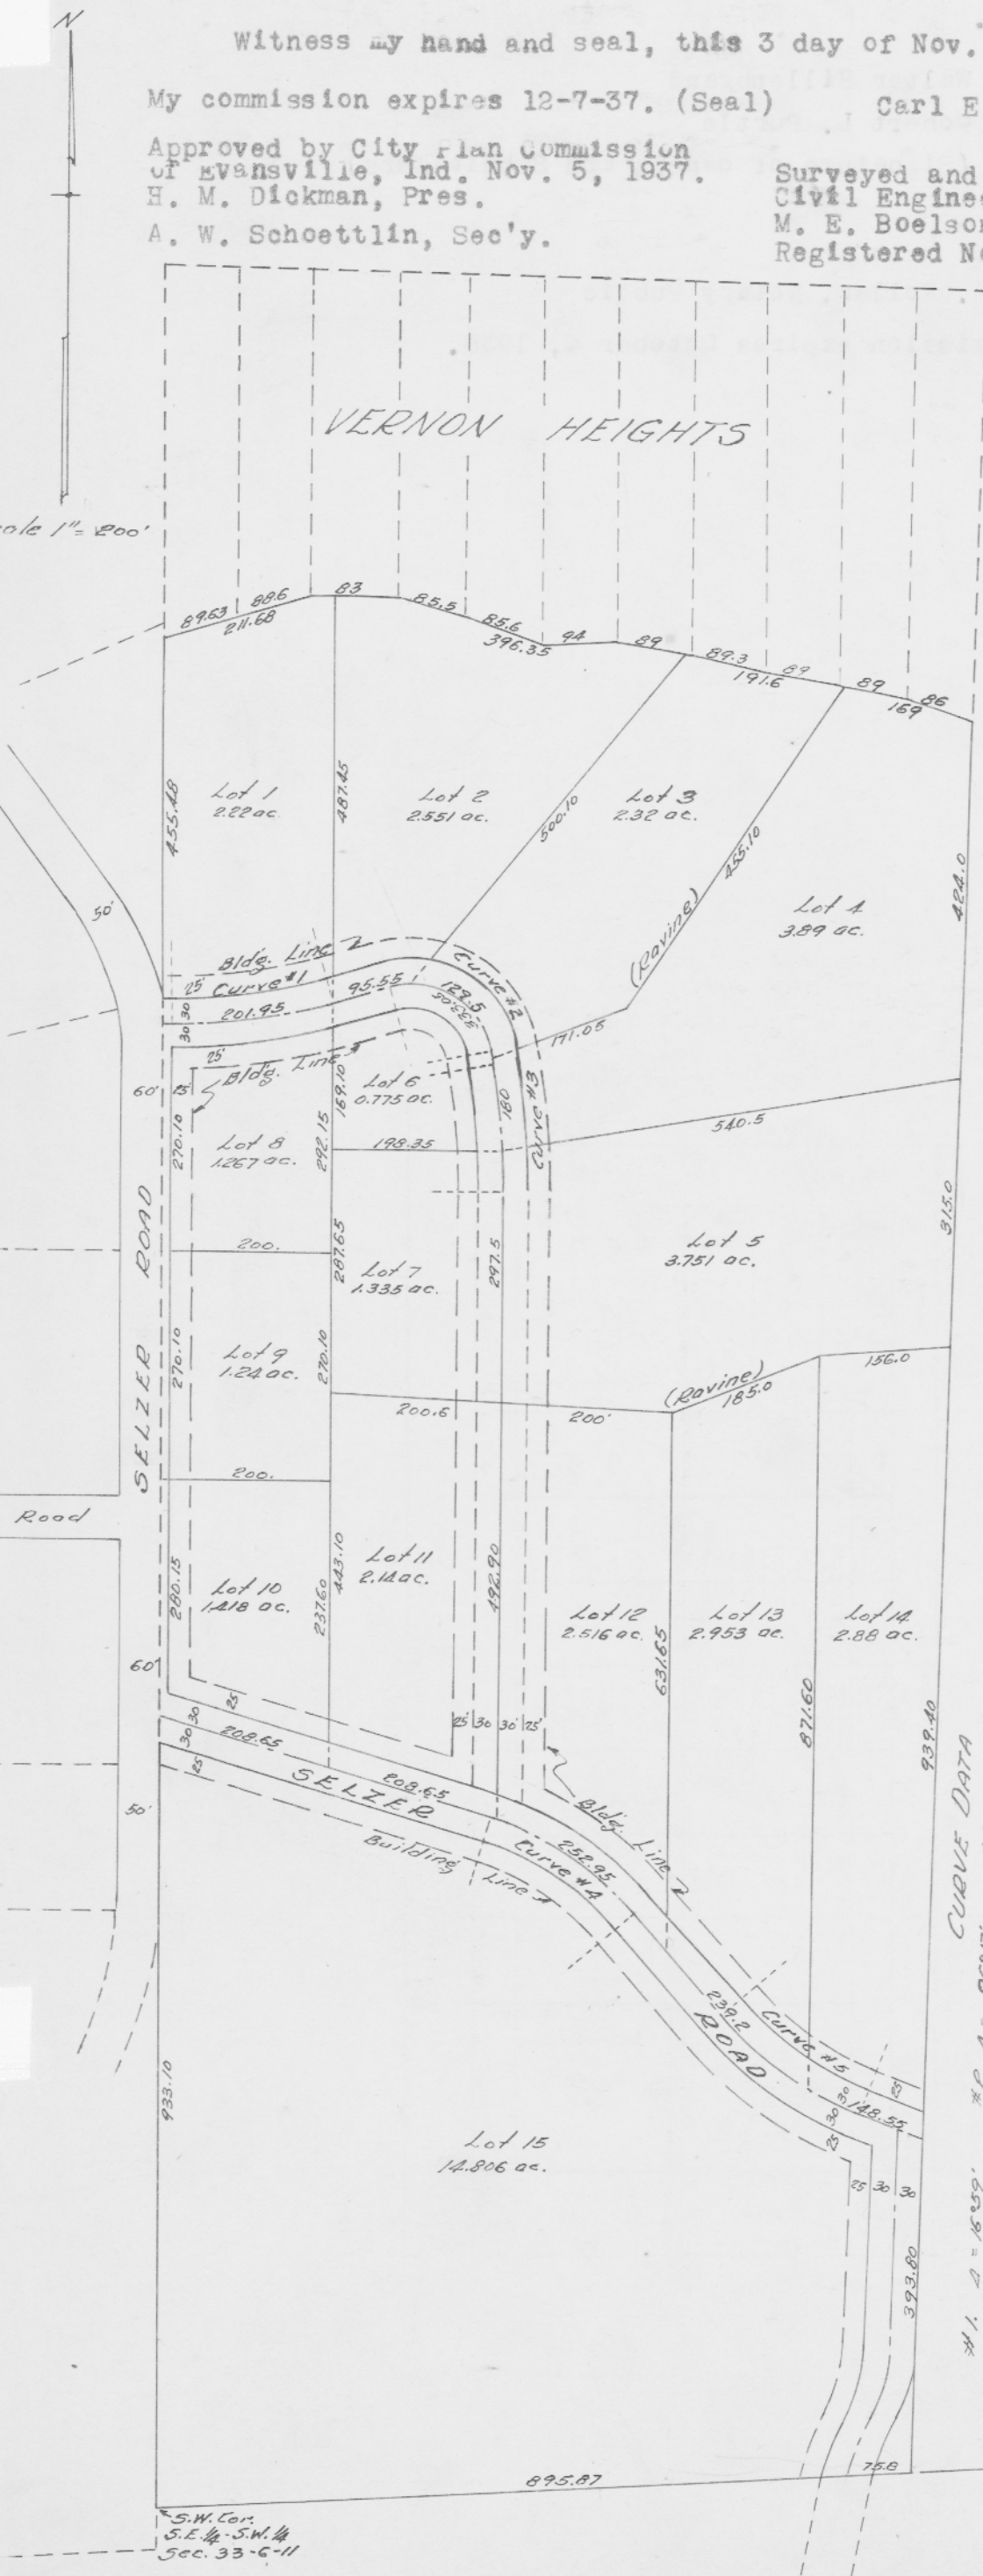 N
Witness my hand and seal, this 3 day of Nov.
My commission expires 12-7-37. (Seal) Carl E
Approved by City Plan Commission
of Evansville, Ind. Nov. 5, 1937.
H. M. Dickman, Pres.
A. W. Schoettlin, Sec'y.
Surveyed and
Civil Engine
M. E. Boelso
Registered N
VERNON HEIGHTS
1" = 200'
89.63 88.6 83 85.5 85.6 94 89 89.3 89 89 86
211.68 396.35 191.6 169
455.48
Lot 1
2.22 ac.
487.45
Lot 2
2.551 ac.
500.10
Lot 3
2.32 ac.
455.10
(Ravine)
Lot 4
3.89 ac.
424.0
50'
Bldg. Line
25' Curve #1
30 30
201.95
95.55
129.5
333.05
Curve #2
171.05
25'
Bldg. Line
60' 25'
169.10
Lot 6
0.775 ac.
180
Curve #3
540.5
270.10
Lot 8
1.267 ac.
292.15
198.35
315.0
200.
287.65
Lot 7
1.335 ac.
297.5
Lot 5
3.751 ac.
SELZER ROAD
270.10
Lot 9
1.24 ac.
270.10
(Ravine)
185.0
156.0
200.6
200'
200.
Road
280.15
Lot 10
1.418 ac.
237.60
443.10
Lot 11
2.14 ac.
492.90
Lot 12
2.516 ac.
631.65
Lot 13
2.953 ac.
871.60
Lot 14
2.88 ac.
939.40
60'
25
30 30
25
208.65
208.65
25' 30 30' 25'
SELZER
50'
Building Line
Bldg. Line
252.95
Curve #4
239.2
ROAD
Curve #5
25
30 30
148.55
25
25 30 30
393.80
933.10
Lot 15
14.806 ac.
CURVE DATA
#1. Δ = 16°59'
895.87
75.8
S.W. Cor.
S.E. 1/4 - S.W. 1/4
Sec. 33-6-11